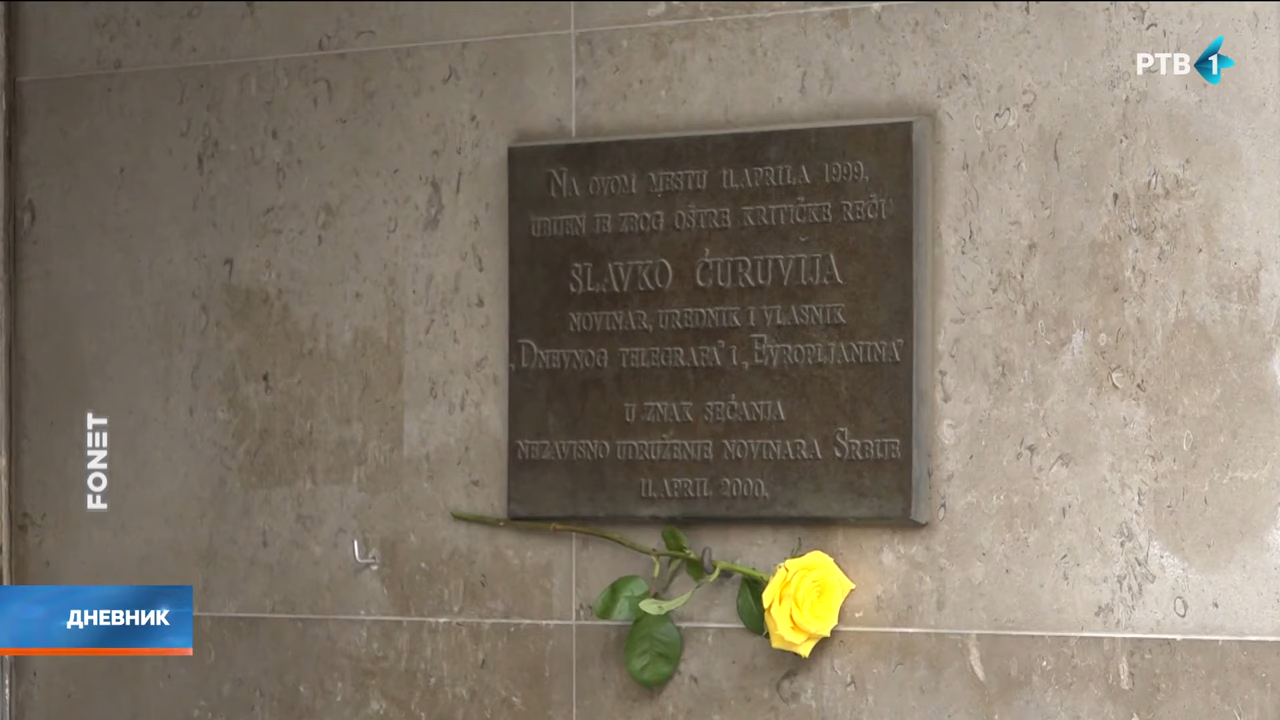 РТВ 1
NA OVOM MESTU 11. APRILA 1999.
UBIJEN JE ZBOG OŠTRE KRITIČKE REČI
SLAVKO ĆURUVIJA
NOVINAR, UREDNIK I VLASNIK
„DNEVNOG TELEGRAFA” I „EVROPLJANINA”
U ZNAK SEĆANJA
NEZAVISNO UDRUŽENJE NOVINARA SRBIJE
11. APRIL 2000.
FONET
ДНЕВНИК